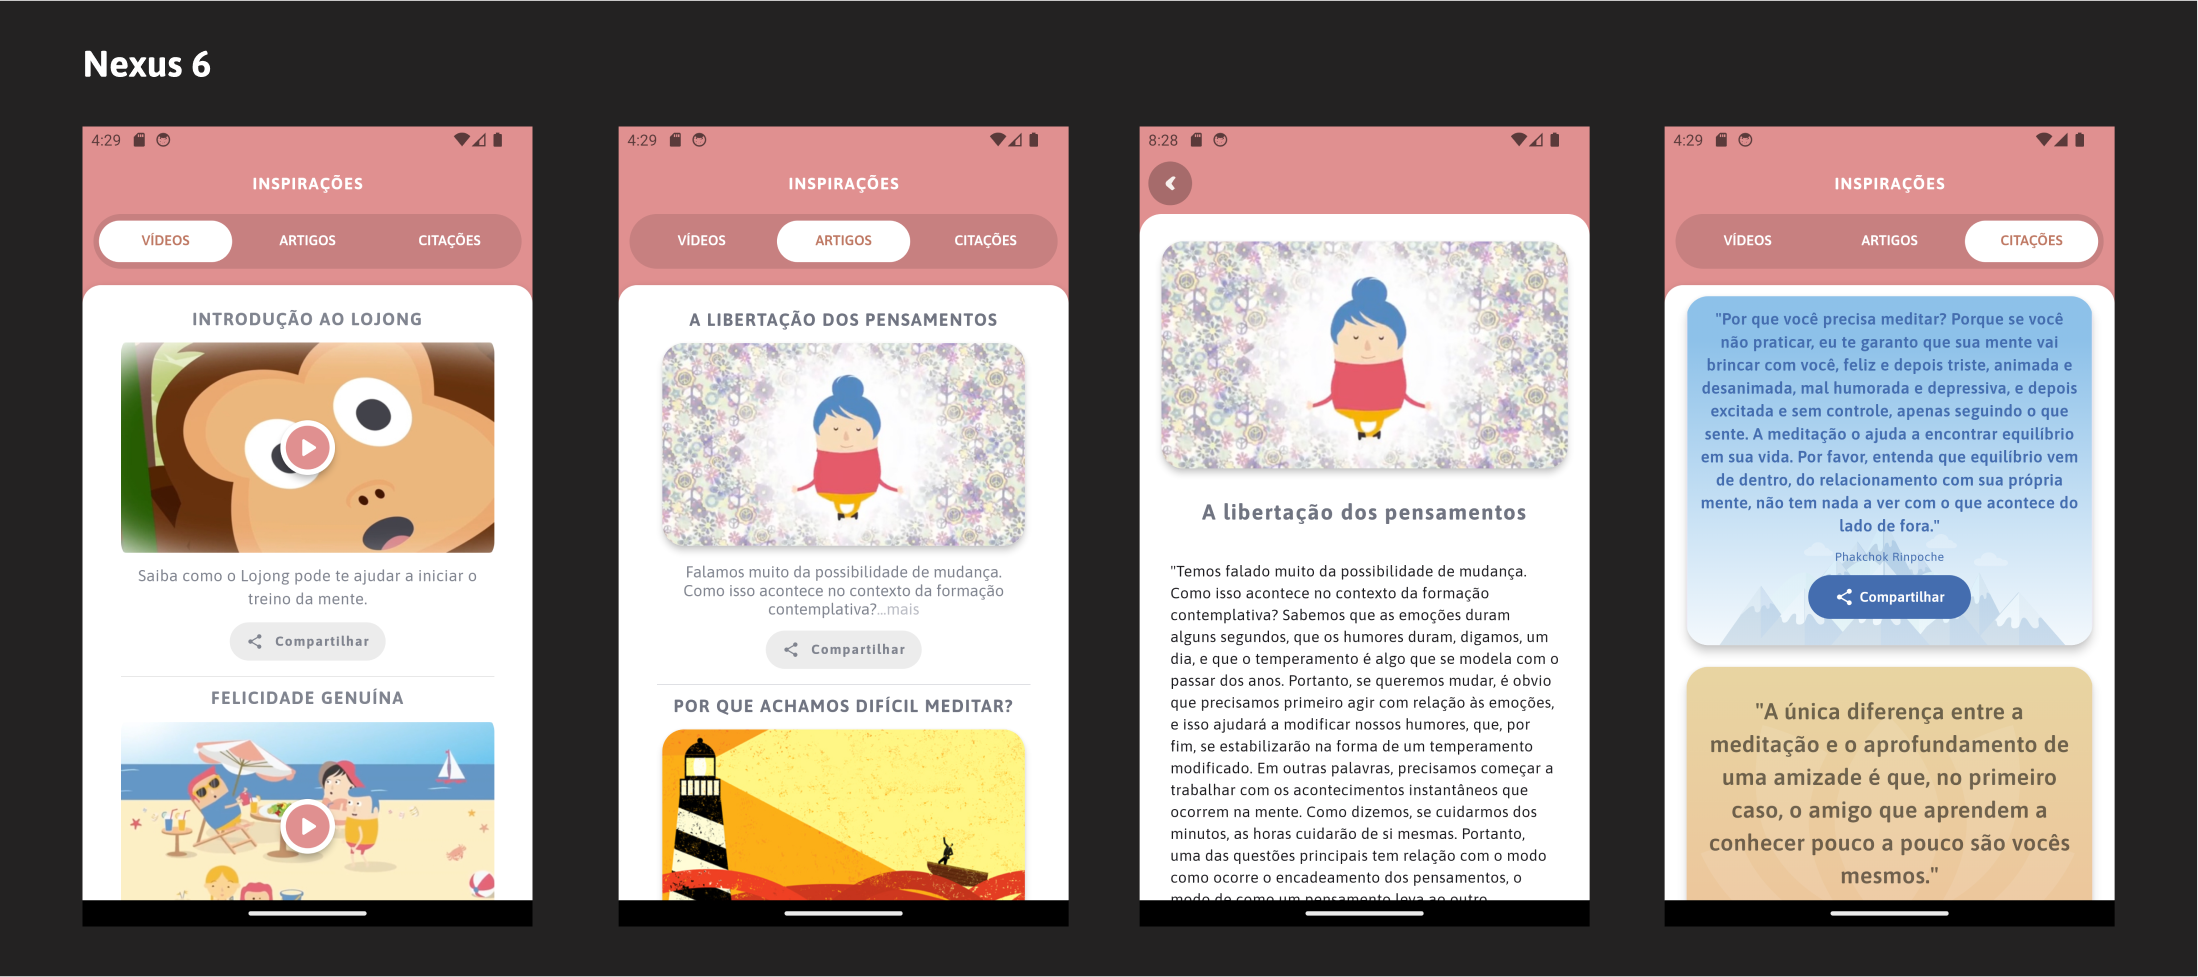 Nexus 6
4:29
INSPIRAÇÕES
VÍDEOS ARTIGOS CITAÇÕES
INTRODUÇÃO AO LOJONG
Saiba como o Lojong pode te ajudar a iniciar o
treino da mente.
Compartilhar
FELICIDADE GENUÍNA
4:29
INSPIRAÇÕES
VÍDEOS ARTIGOS CITAÇÕES
A LIBERTAÇÃO DOS PENSAMENTOS
Falamos muito da possibilidade de mudança.
Como isso acontece no contexto da formação
contemplativa?...mais
Compartilhar
POR QUE ACHAMOS DIFÍCIL MEDITAR?
8:28
A libertação dos pensamentos
"Temos falado muito da possibilidade de mudança.
Como isso acontece no contexto da formação
contemplativa? Sabemos que as emoções duram
alguns segundos, que os humores duram, digamos, um
dia, e que o temperamento é algo que se modela com o
passar dos anos. Portanto, se queremos mudar, é obvio
que precisamos primeiro agir com relação às emoções,
e isso ajudará a modificar nossos humores, que, por
fim, se estabilizarão na forma de um temperamento
modificado. Em outras palavras, precisamos começar a
trabalhar com os acontecimentos instantâneos que
ocorrem na mente. Como dizemos, se cuidarmos dos
minutos, as horas cuidarão de si mesmas. Portanto,
uma das questões principais tem relação com o modo
como ocorre o encadeamento dos pensamentos, o
modo de como um pensamento leva ao outro
4:29
INSPIRAÇÕES
VÍDEOS ARTIGOS CITAÇÕES
"Por que você precisa meditar? Porque se você
não praticar, eu te garanto que sua mente vai
brincar com você, feliz e depois triste, animada e
desanimada, mal humorada e depressiva, e depois
excitada e sem controle, apenas seguindo o que
sente. A meditação o ajuda a encontrar equilíbrio
em sua vida. Por favor, entenda que equilíbrio vem
de dentro, do relacionamento com sua própria
mente, não tem nada a ver com o que acontece do
lado de fora."
Phakchok Rinpoche
Compartilhar
"A única diferença entre a
meditação e o aprofundamento de
uma amizade é que, no primeiro
caso, o amigo que aprendem a
conhecer pouco a pouco são vocês
mesmos."